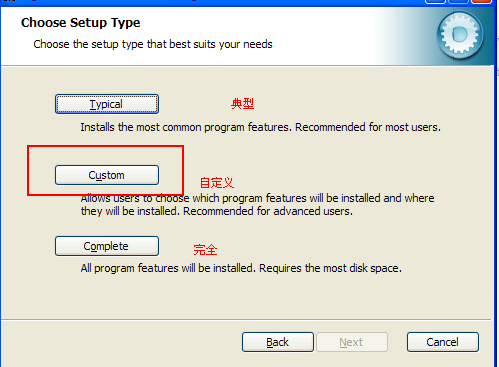 Choose Setup Type
Choose the setup type that best suits your needs
Typical
典型
Installs the most common program features. Recommended for most users.
Custom
自定义
Allows users to choose which program features will be installed and where
they will be installed. Recommended for advanced users.
Complete
完全
All program features will be installed. Requires the most disk space.
Back
Next
Cancel